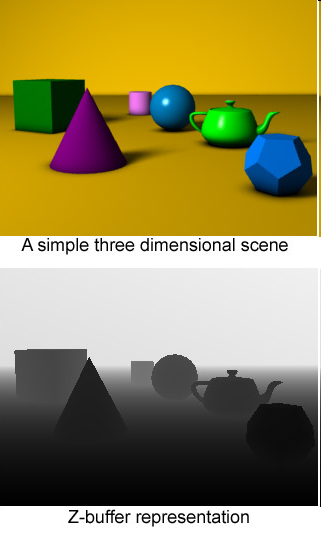 A simple three dimensional scene
Z-buffer representation